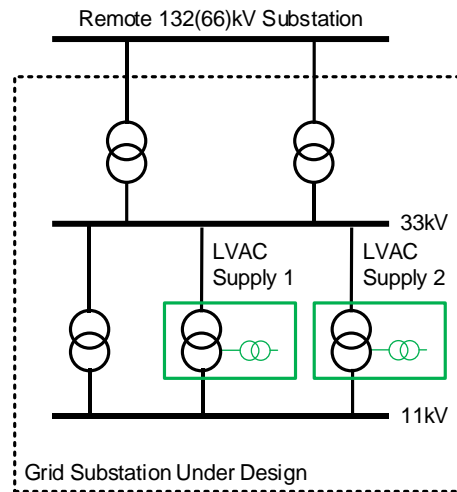 Remote 132(66)kV Substation
33kV
LVAC
Supply 1
LVAC
Supply 2
11kV
Grid Substation Under Design